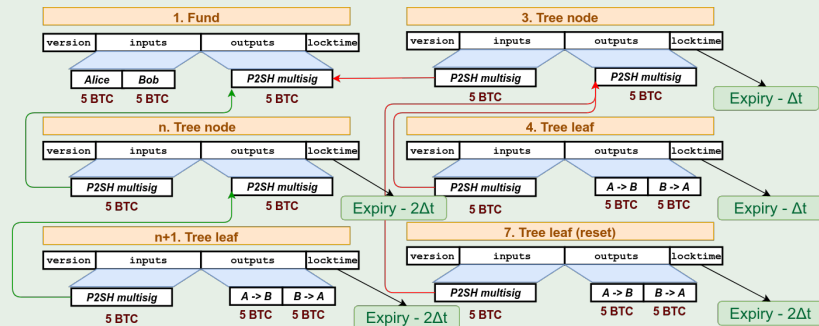 1. Fund
version inputs outputs locktime
Alice Bob P2SH multisig
5 BTC 5 BTC 5 BTC
3. Tree node
version inputs outputs locktime
P2SH multisig P2SH multisig
5 BTC 5 BTC
Expiry - Δt
n. Tree node
version inputs outputs locktime
P2SH multisig P2SH multisig
5 BTC 5 BTC
Expiry - 2Δt
4. Tree leaf
version inputs outputs locktime
P2SH multisig A -> B B -> A
5 BTC 5 BTC 5 BTC
Expiry - Δt
n+1. Tree leaf
version inputs outputs locktime
P2SH multisig A -> B B -> A
5 BTC 5 BTC 5 BTC
Expiry - 2Δt
7. Tree leaf (reset)
version inputs outputs locktime
P2SH multisig A -> B B -> A
5 BTC 5 BTC 5 BTC
Expiry - 2Δt